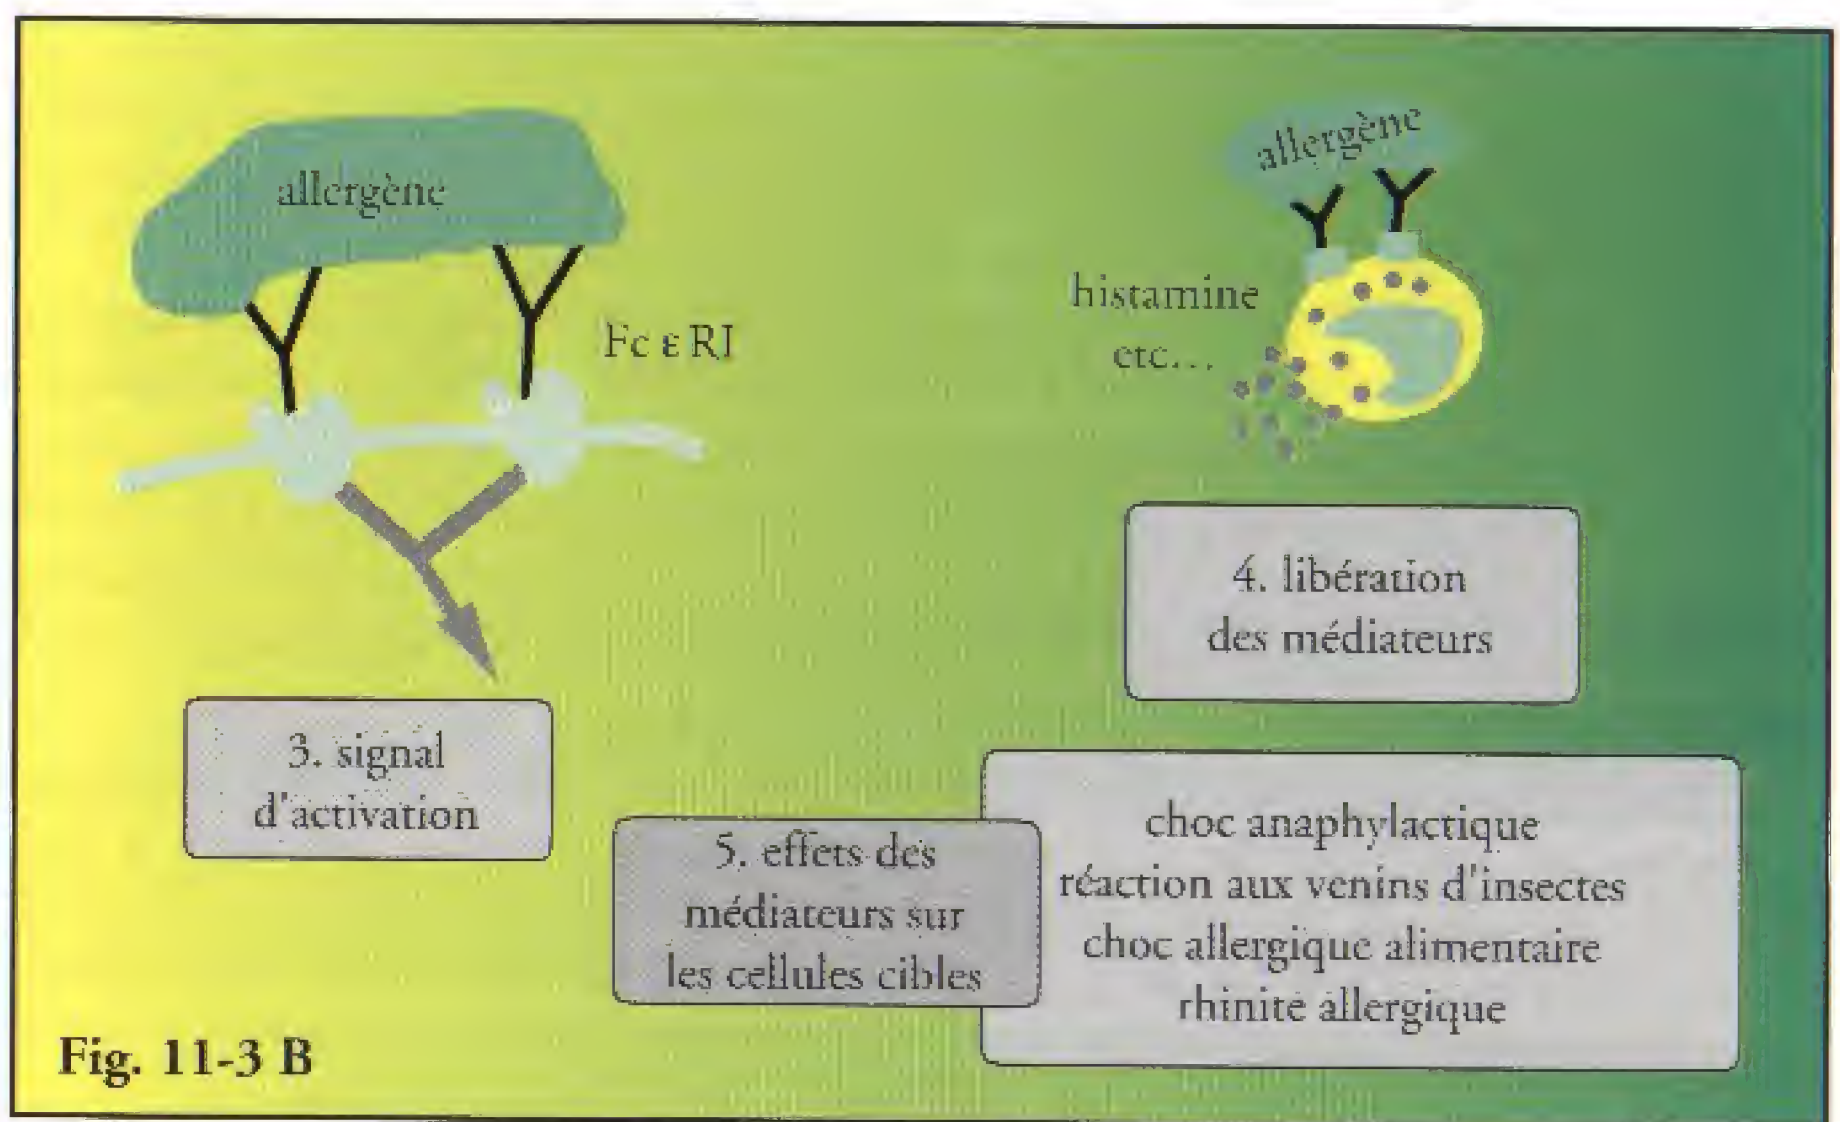 allergène
Fc ε RI
3. signal
d'activation
allergène
histamine
etc...
4. libération
des médiateurs
5. effets des
médiateurs sur
les cellules cibles
choc anaphylactique
réaction aux venins d'insectes
choc allergique alimentaire
rhinite allergique
Fig. 11-3 B